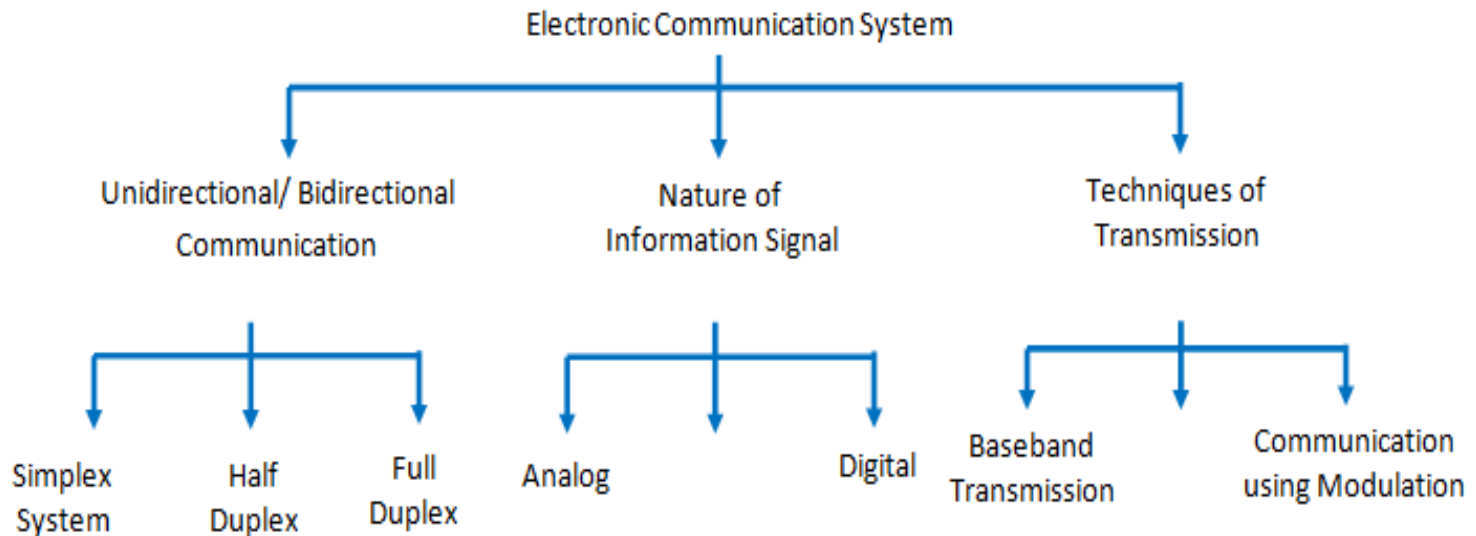 Electronic Communication System
Unidirectional/ Bidirectional
Communication
Nature of
Information Signal
Techniques of
Transmission
Simplex
System
Half
Duplex
Full
Duplex
Analog
Digital
Baseband
Transmission
Communication
using Modulation